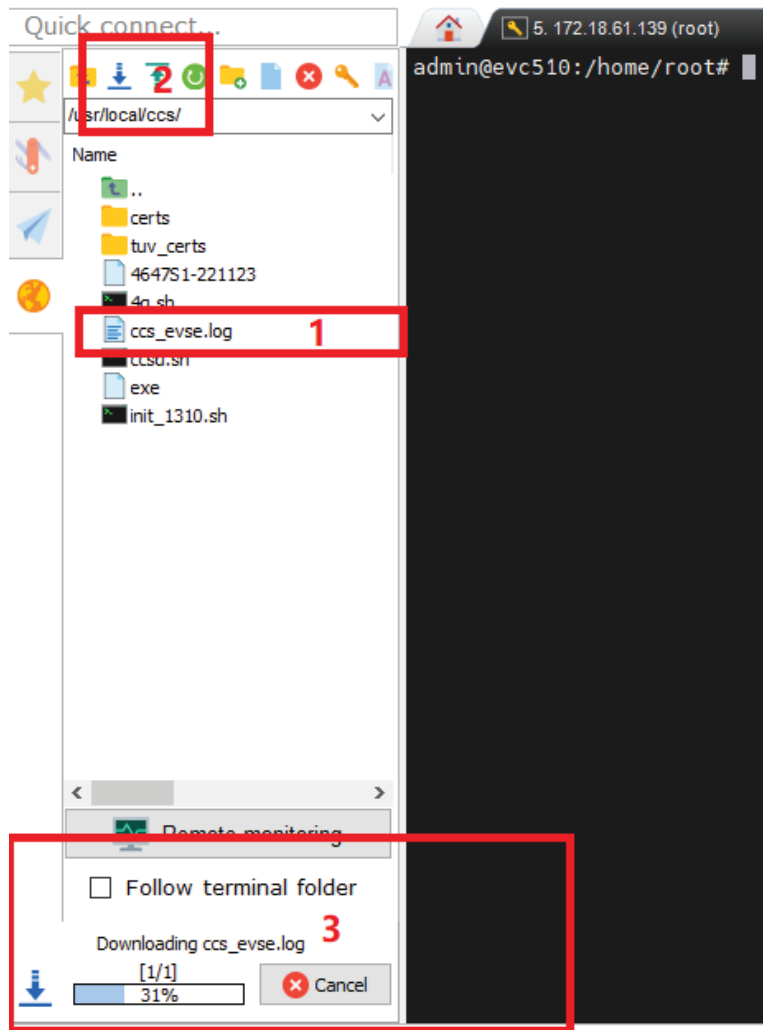 Quick connect...
5. 172.18.61.139 (root)
2
admin@evc510:/home/root#
/usr/local/ccs/
Name
..
certs
tuv_certs
4647S1-221123
4g.sh
ccs_evse.log
1
ccsd.sh
exe
init_1310.sh
Remote monitoring
Follow terminal folder
3
Downloading ccs_evse.log
[1/1]
31%
Cancel